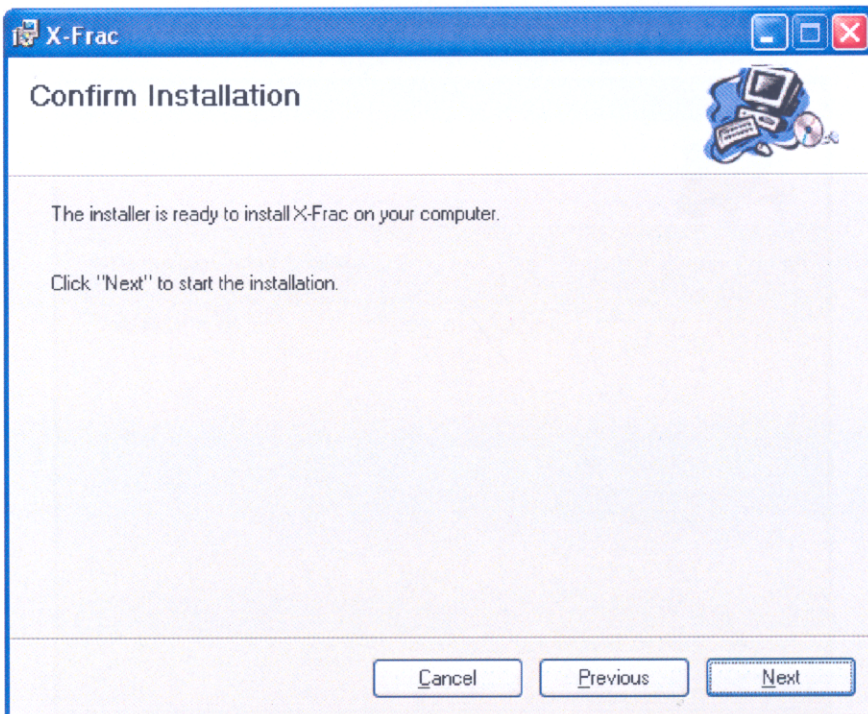 X-Frac
Confirm Installation
The installer is ready to install X-Frac on your computer.
Click "Next" to start the installation.
Cancel
Previous
Next